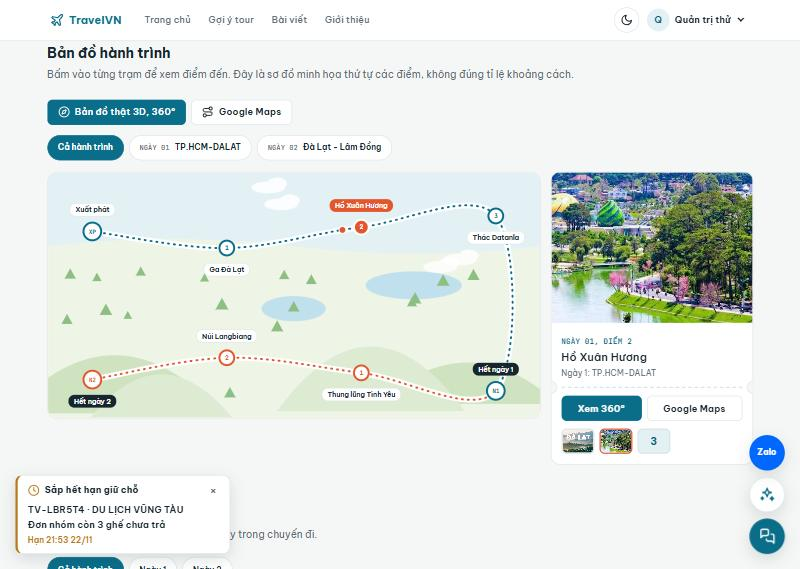 TravelVN
Trang chủ
Gợi ý tour
Bài viết
Giới thiệu
Q
Quản trị thử
Bản đồ hành trình
Bấm vào từng trạm để xem điểm đến. Đây là sơ đồ minh họa thứ tự các điểm, không đúng tỉ lệ khoảng cách.
Bản đồ thật 3D, 360°
Google Maps
Cả hành trình
NGÀY 01 TP.HCM-DALAT
NGÀY 02 Đà Lạt - Lâm Đồng
Xuất phát
XP
1
Ga Đà Lạt
Hồ Xuân Hương
2
3
Thác Datanla
Núi Langbiang
2
N2
Hết ngày 2
1
Thung lũng Tình Yêu
Hết ngày 1
N1
NGÀY 01, ĐIỂM 2
Hồ Xuân Hương
Ngày 1: TP.HCM-DALAT
Xem 360°
Google Maps
ĐÀ LẠT
3
Zalo
Sắp hết hạn giữ chỗ
×
TV-LBR5T4 · DU LỊCH VŨNG TÀU
Đơn nhóm còn 3 ghế chưa trả
Hạn 21:53 22/11
y trong chuyến đi.
Cả hành trình
Ngày 1
Ngày 2